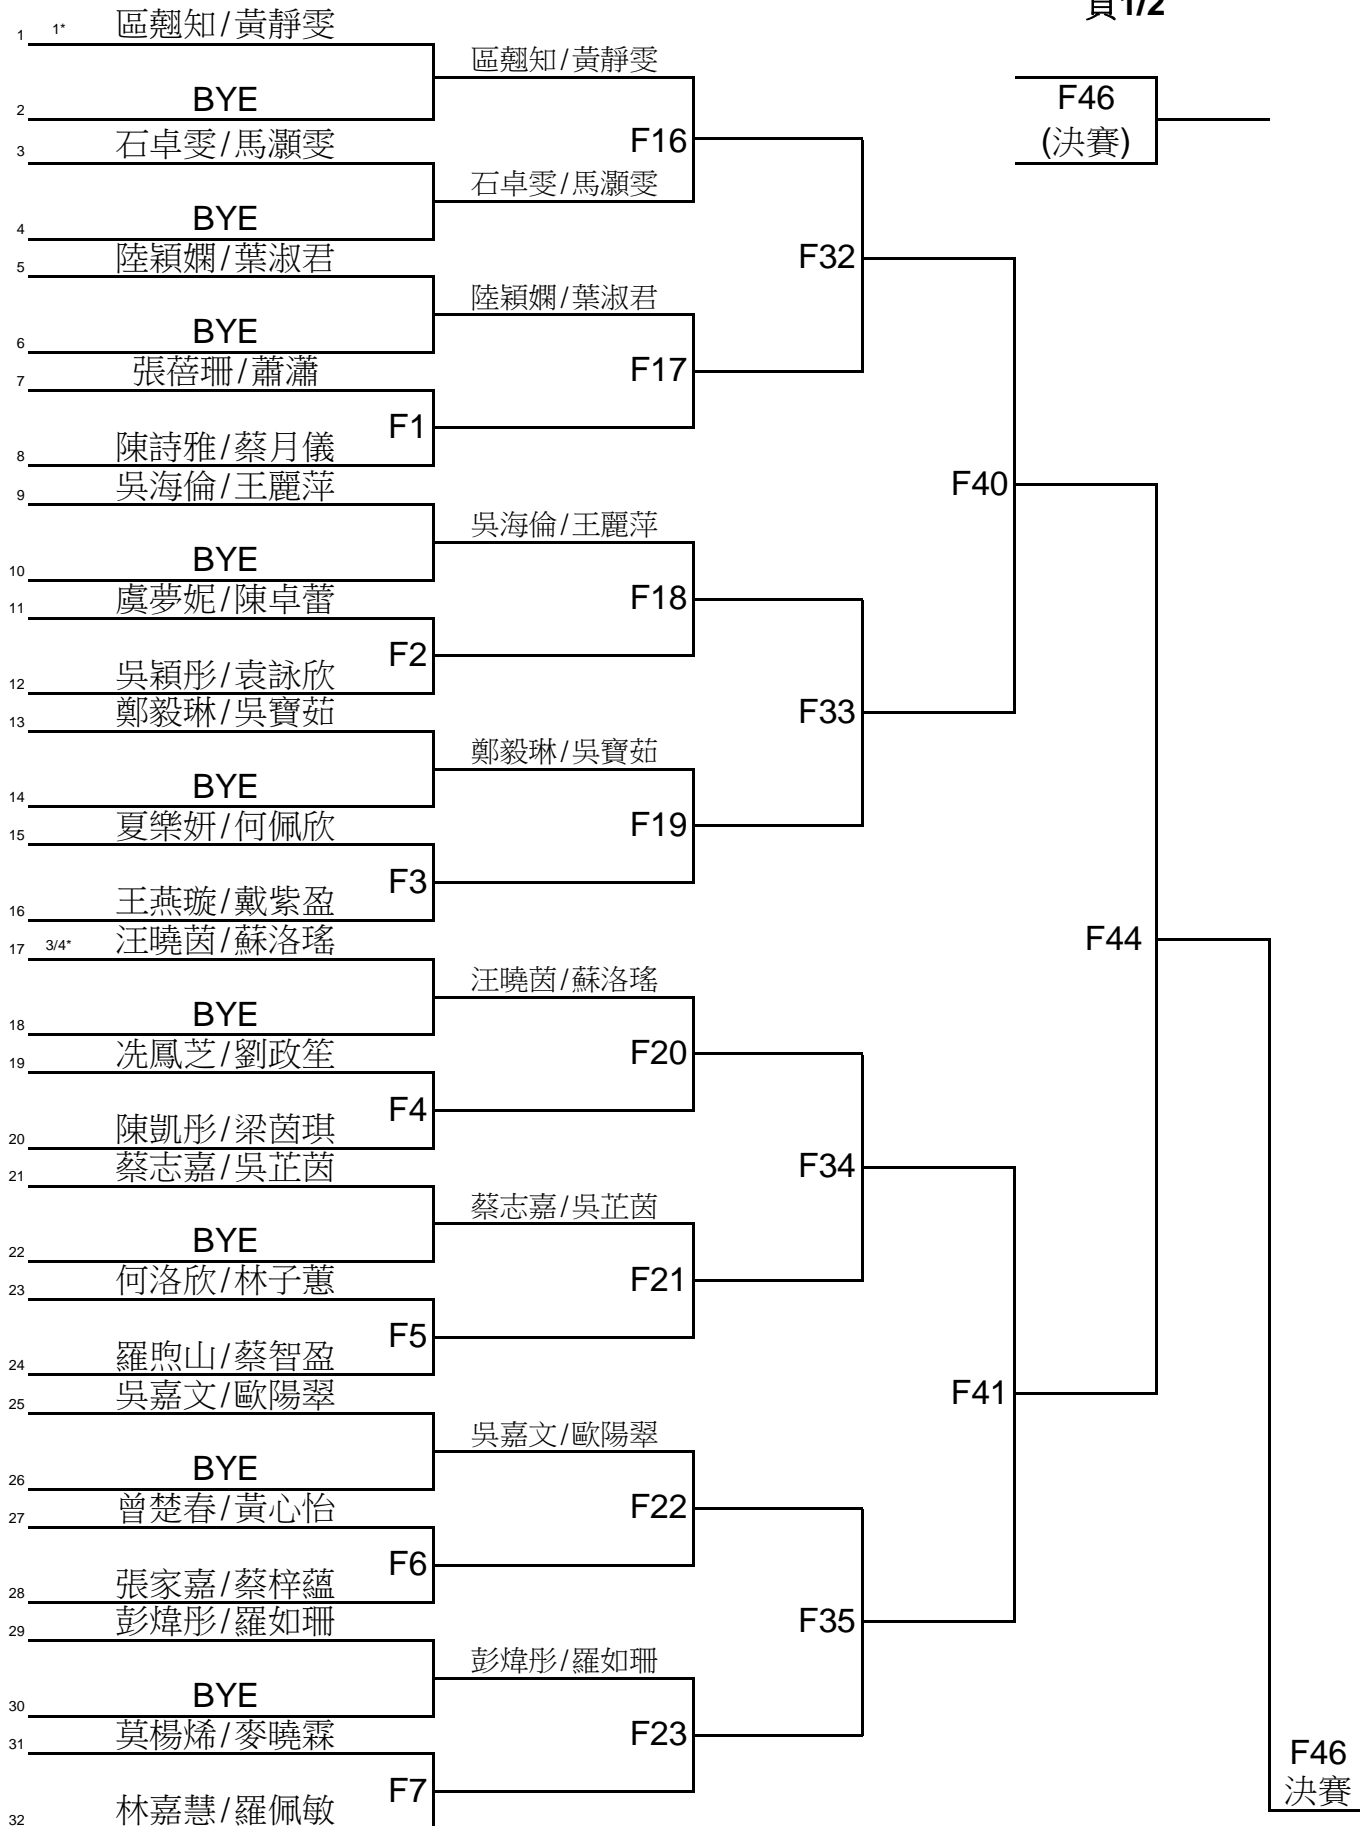 頁1/2
1 1* 區翹知/黃靜雯
區翹知/黃靜雯
2 BYE
F16
3 石卓雯/馬灝雯
石卓雯/馬灝雯
4 BYE
F32
5 陸穎嫻/葉淑君
陸穎嫻/葉淑君
6 BYE
F17
7 張蓓珊/蕭瀟
F1
8 陳詩雅/蔡月儀
F40
9 吳海倫/王麗萍
吳海倫/王麗萍
10 BYE
F18
11 虞夢妮/陳卓蕾
F2
12 吳穎彤/袁詠欣
F33
13 鄭毅琳/吳寶茹
鄭毅琳/吳寶茹
14 BYE
F19
15 夏樂妍/何佩欣
F3
16 王燕璇/戴紫盈
F44
17 3/4* 汪曉茵/蘇洛瑤
汪曉茵/蘇洛瑤
18 BYE
F20
19 冼鳳芝/劉政笙
F4
20 陳凱彤/梁茵琪
F34
21 蔡志嘉/吳芷茵
蔡志嘉/吳芷茵
22 BYE
F21
23 何洛欣/林子蕙
F5
24 羅煦山/蔡智盈
F41
25 吳嘉文/歐陽翠
吳嘉文/歐陽翠
26 BYE
F22
27 曾楚春/黃心怡
F6
28 張家嘉/蔡梓蘊
F35
29 彭煒彤/羅如珊
彭煒彤/羅如珊
30 BYE
F23
31 莫楊烯/麥曉霖
F7
32 林嘉慧/羅佩敏
F46
(決賽)
F46
決賽